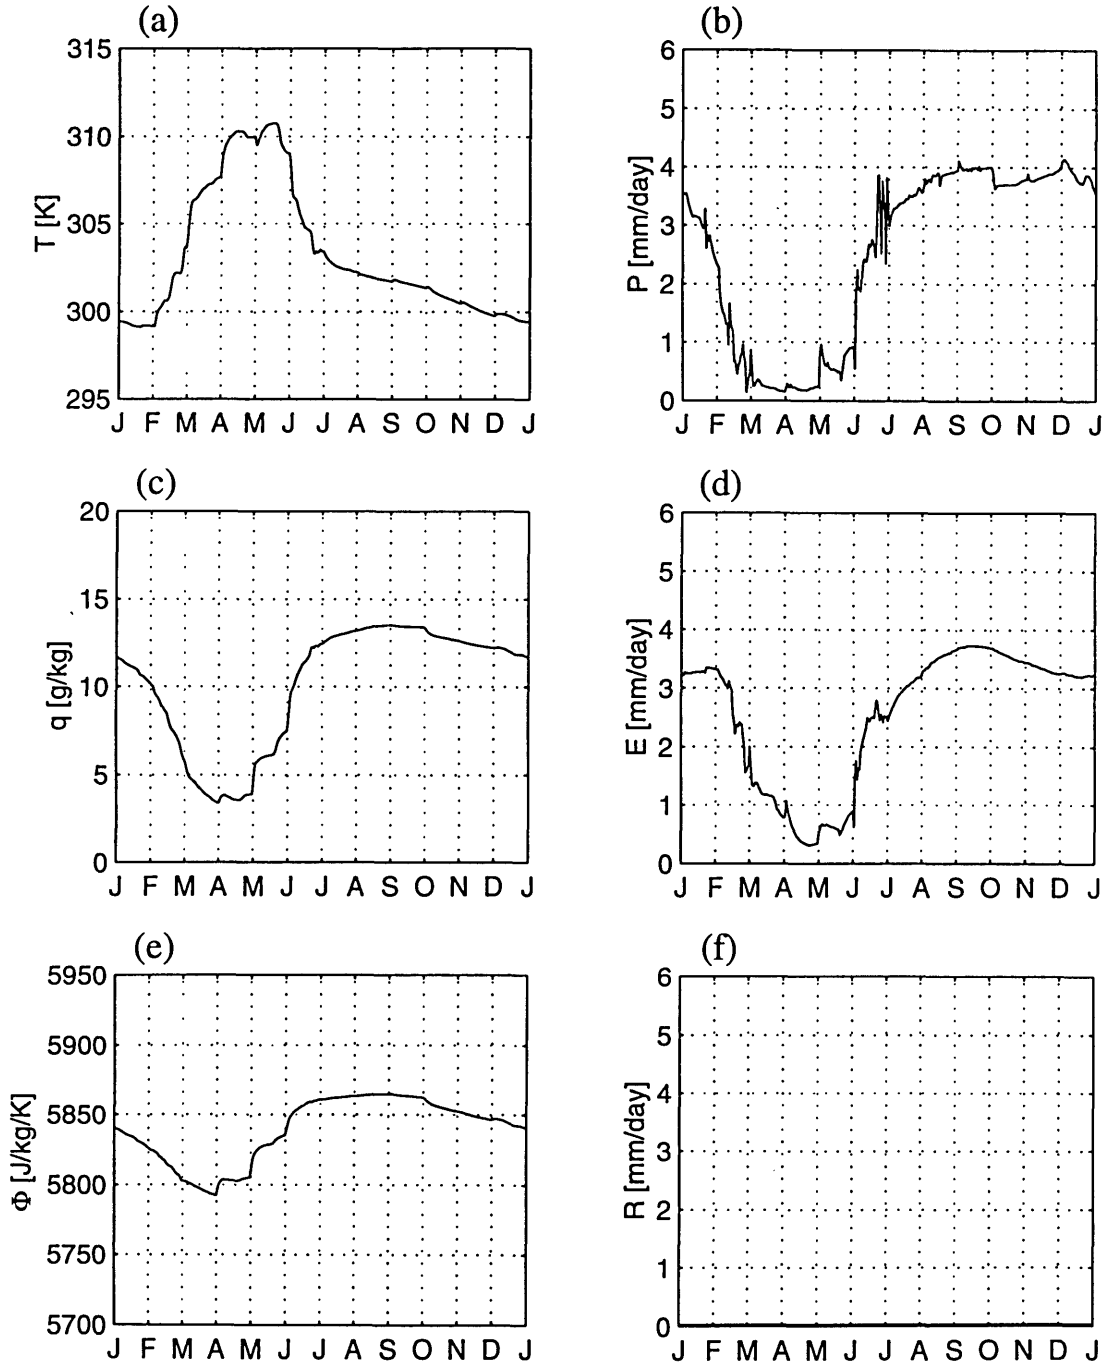 (a)
T [K]
315
310
305
300
295
J F M A M J J A S O N D J
(b)
P [mm/day]
6
5
4
3
2
1
0
J F M A M J J A S O N D J
(c)
q [g/kg]
20
15
10
5
0
J F M A M J J A S O N D J
(d)
E [mm/day]
6
5
4
3
2
1
0
J F M A M J J A S O N D J
(e)
Φ [J/kg/K]
5950
5900
5850
5800
5750
5700
J F M A M J J A S O N D J
(f)
R [mm/day]
6
5
4
3
2
1
0
J F M A M J J A S O N D J